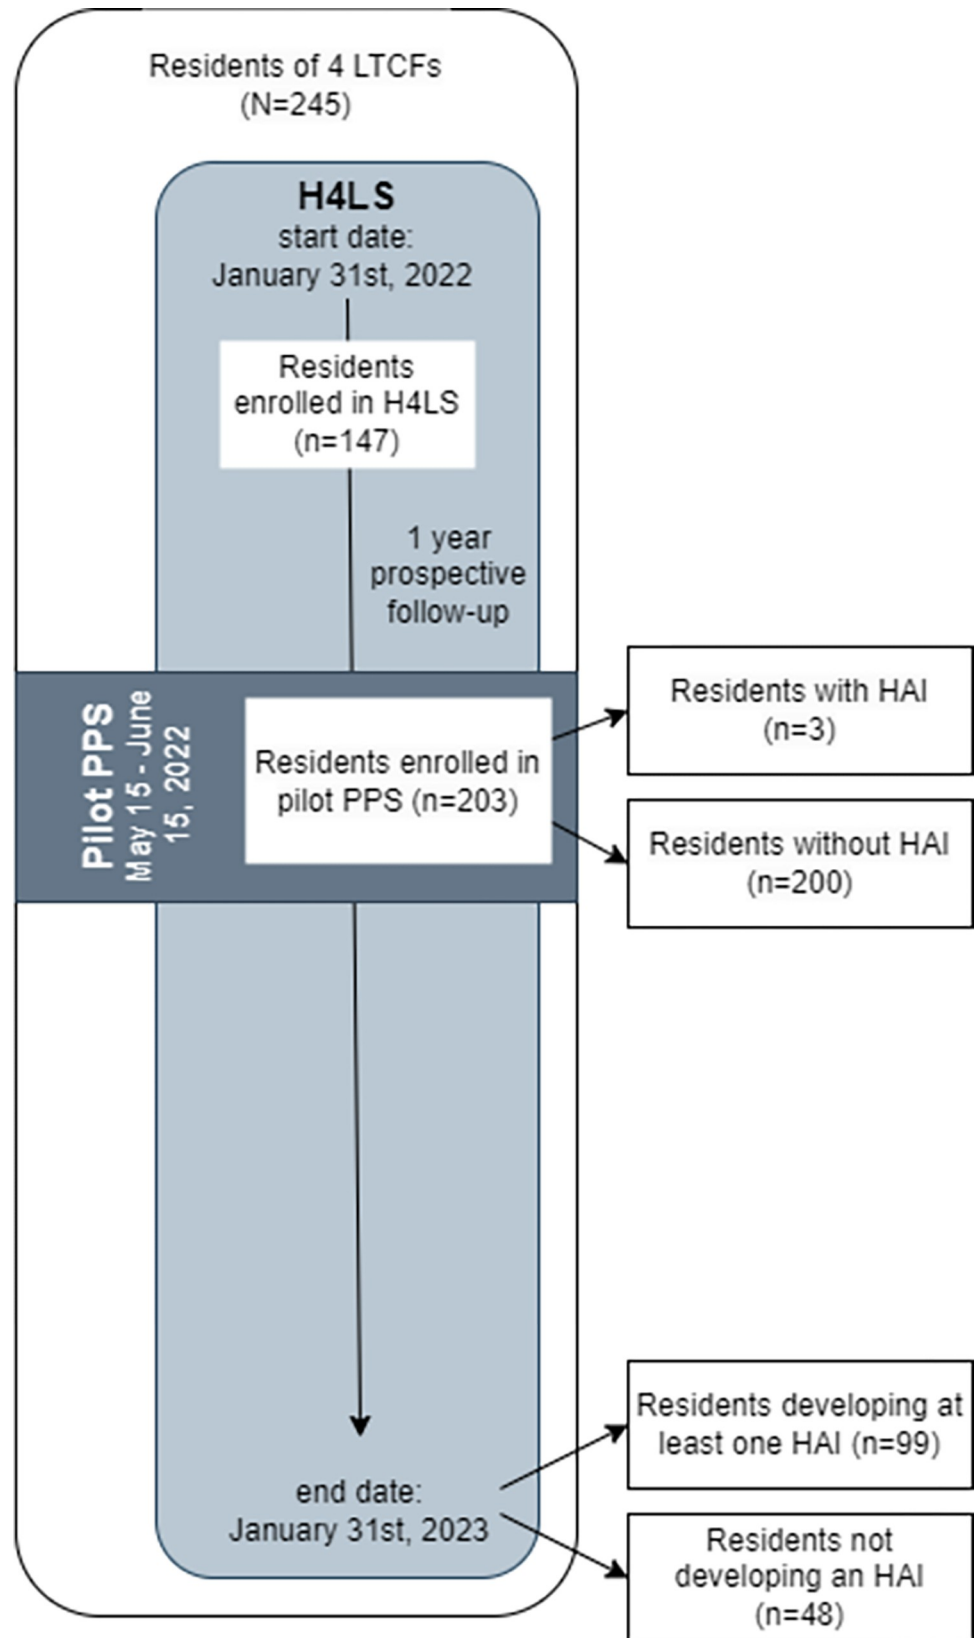 Residents of 4 LTCFs
(N=245)
H4LS
start date:
January 31st, 2022
Residents
enrolled in H4LS
(n=147)
1 year
prospective
follow-up
Pilot PPS
May 15 - June
15, 2022
Residents enrolled in
pilot PPS (n=203)
Residents with HAI
(n=3)
Residents without HAI
(n=200)
end date:
January 31st, 2023
Residents developing at
least one HAI (n=99)
Residents not
developing an HAI
(n=48)